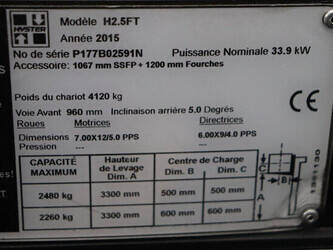 HYSTER
Modèle H2.5FT
Année 2015
No de série P177B02591N Puissance Nominale 33.9 kW
Accessoire: 1067 mm SSFP + 1200 mm Fourches
Poids du chariot 4120 kg
Voie Avant 960 mm Inclinaison arrière 5.0 Degrés
Roues Motrices Directrices
Dimensions 7.00X12/5.0 PPS 6.00X9/4.0 PPS
Pression --- ---
CAPACITÉ MAXIMUM Hauteur de Levage Dim. A Centre de Charge Dim. B Dim. C
2480 kg 3300 mm 500 mm 500 mm
2260 kg 3300 mm 600 mm 600 mm
C B A
CE